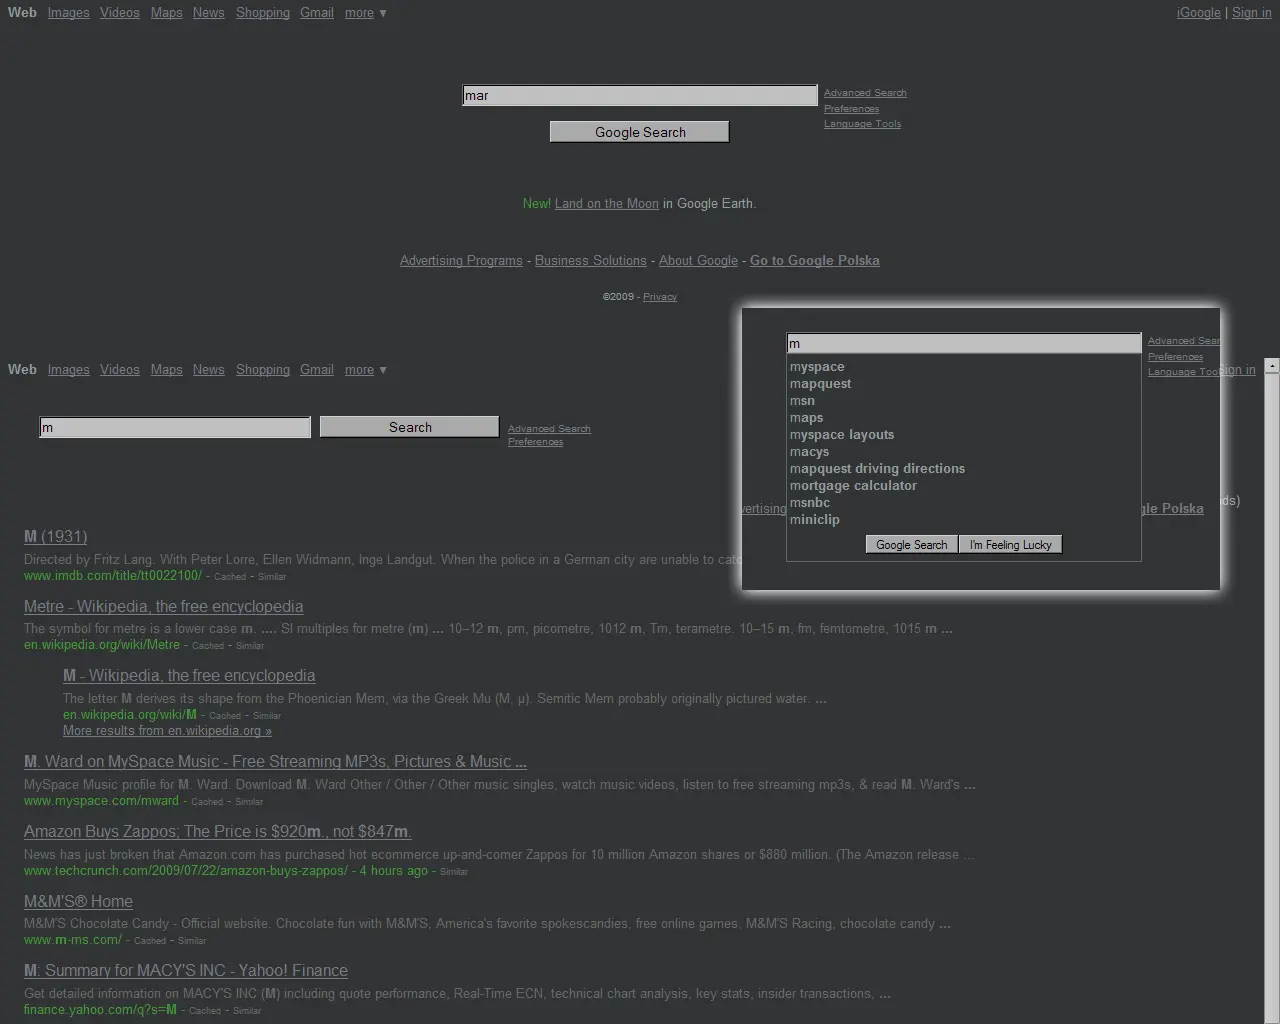 Web Images Videos Maps News Shopping Gmail more ▼
iGoogle | Sign in
mar
Advanced Search
Preferences
Language Tools
Google Search
New! Land on the Moon in Google Earth.
Advertising Programs - Business Solutions - About Google - Go to Google Polska
©2009 - Privacy
Web Images Videos Maps News Shopping Gmail more ▼
Sign in
m
Search
Advanced Search
Preferences
m
Advanced Sear
Preferences
Language Too
myspace
mapquest
msn
maps
myspace layouts
macys
mapquest driving directions
mortgage calculator
msnbc
miniclip
Google Search
I'm Feeling Lucky
vertising
gle Polska
ds)
M (1931)
Directed by Fritz Lang. With Peter Lorre, Ellen Widmann, Inge Landgut. When the police in a German city are unable to catc
www.imdb.com/title/tt0022100/ - Cached - Similar
Metre - Wikipedia, the free encyclopedia
The symbol for metre is a lower case m. .... SI multiples for metre (m) ... 10–12 m, pm, picometre, 1012 m, Tm, terametre. 10–15 m, fm, femtometre, 1015 m ...
en.wikipedia.org/wiki/Metre - Cached - Similar
M - Wikipedia, the free encyclopedia
The letter M derives its shape from the Phoenician Mem, via the Greek Mu (M, μ). Semitic Mem probably originally pictured water. ...
en.wikipedia.org/wiki/M - Cached - Similar
More results from en.wikipedia.org »
M. Ward on MySpace Music - Free Streaming MP3s, Pictures & Music ...
MySpace Music profile for M. Ward. Download M. Ward Other / Other / Other music singles, watch music videos, listen to free streaming mp3s, & read M. Ward's ...
www.myspace.com/mward - Cached - Similar
Amazon Buys Zappos; The Price is $920m., not $847m.
News has just broken that Amazon.com has purchased hot ecommerce up-and-comer Zappos for 10 million Amazon shares or $880 million. (The Amazon release ...
www.techcrunch.com/2009/07/22/amazon-buys-zappos/ - 4 hours ago - Similar
M&M'S® Home
M&M'S Chocolate Candy - Official website. Chocolate fun with M&M'S, America's favorite spokescandies, free online games, M&M'S Racing, chocolate candy ...
www.m-ms.com/ - Cached - Similar
M: Summary for MACY'S INC - Yahoo! Finance
Get detailed information on MACY'S INC (M) including quote performance, Real-Time ECN, technical chart analysis, key stats, insider transactions, ...
finance.yahoo.com/q?s=M - Cached - Similar